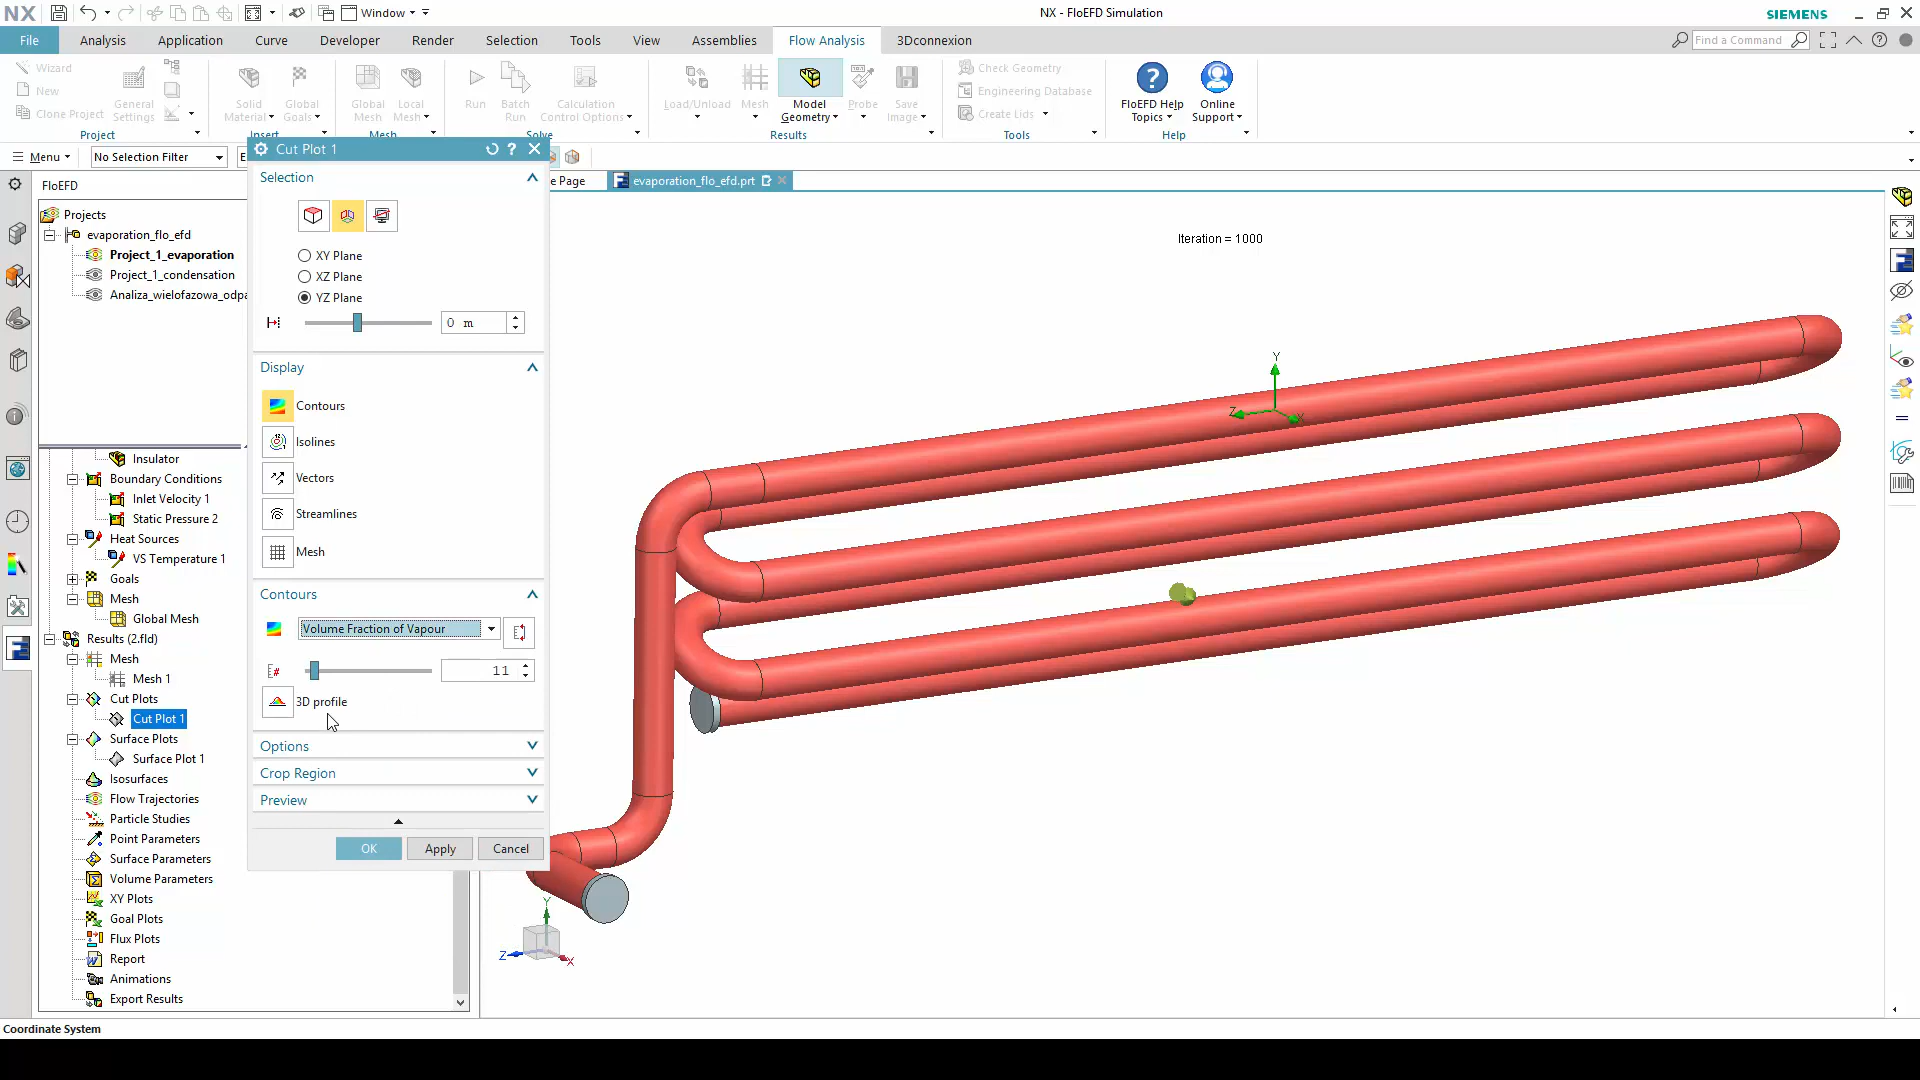 NX
Window
NX - FloEFD Simulation
SIEMENS
File
Analysis
Application
Curve
Developer
Render
Selection
Tools
View
Assemblies
Flow Analysis
3Dconnexion
Find a Command
Wizard
New
Clone Project
General Settings
Project
Solid Material
Global Goals
Insert
Global Mesh
Local Mesh
Mesh
Run
Batch Run
Calculation Control Options
Solve
Load/Unload
Mesh
Model Geometry
Probe
Save Image
Results
Check Geometry
Engineering Database
Create Lids
Tools
FloEFD Help Topics
Online Support
Help
Menu
No Selection Filter
E
FloEFD
e Page
evaporation_flo_efd.prt
Projects
evaporation_flo_efd
Project_1_evaporation
Project_1_condensation
Analiza_wielofazowa_odpa
Insulator
Boundary Conditions
Inlet Velocity 1
Static Pressure 2
Heat Sources
VS Temperature 1
Goals
Mesh
Global Mesh
Results (2.fld)
Mesh
Mesh 1
Cut Plots
Cut Plot 1
Surface Plots
Surface Plot 1
Isosurfaces
Flow Trajectories
Particle Studies
Point Parameters
Surface Parameters
Volume Parameters
XY Plots
Goal Plots
Flux Plots
Report
Animations
Export Results
Cut Plot 1
Selection
XY Plane
XZ Plane
YZ Plane
0 m
Display
Contours
Isolines
Vectors
Streamlines
Mesh
Contours
Volume Fraction of Vapour
11
3D profile
Options
Crop Region
Preview
OK
Apply
Cancel
Iteration = 1000
Y
Z
X
Y
Z
X
Coordinate System